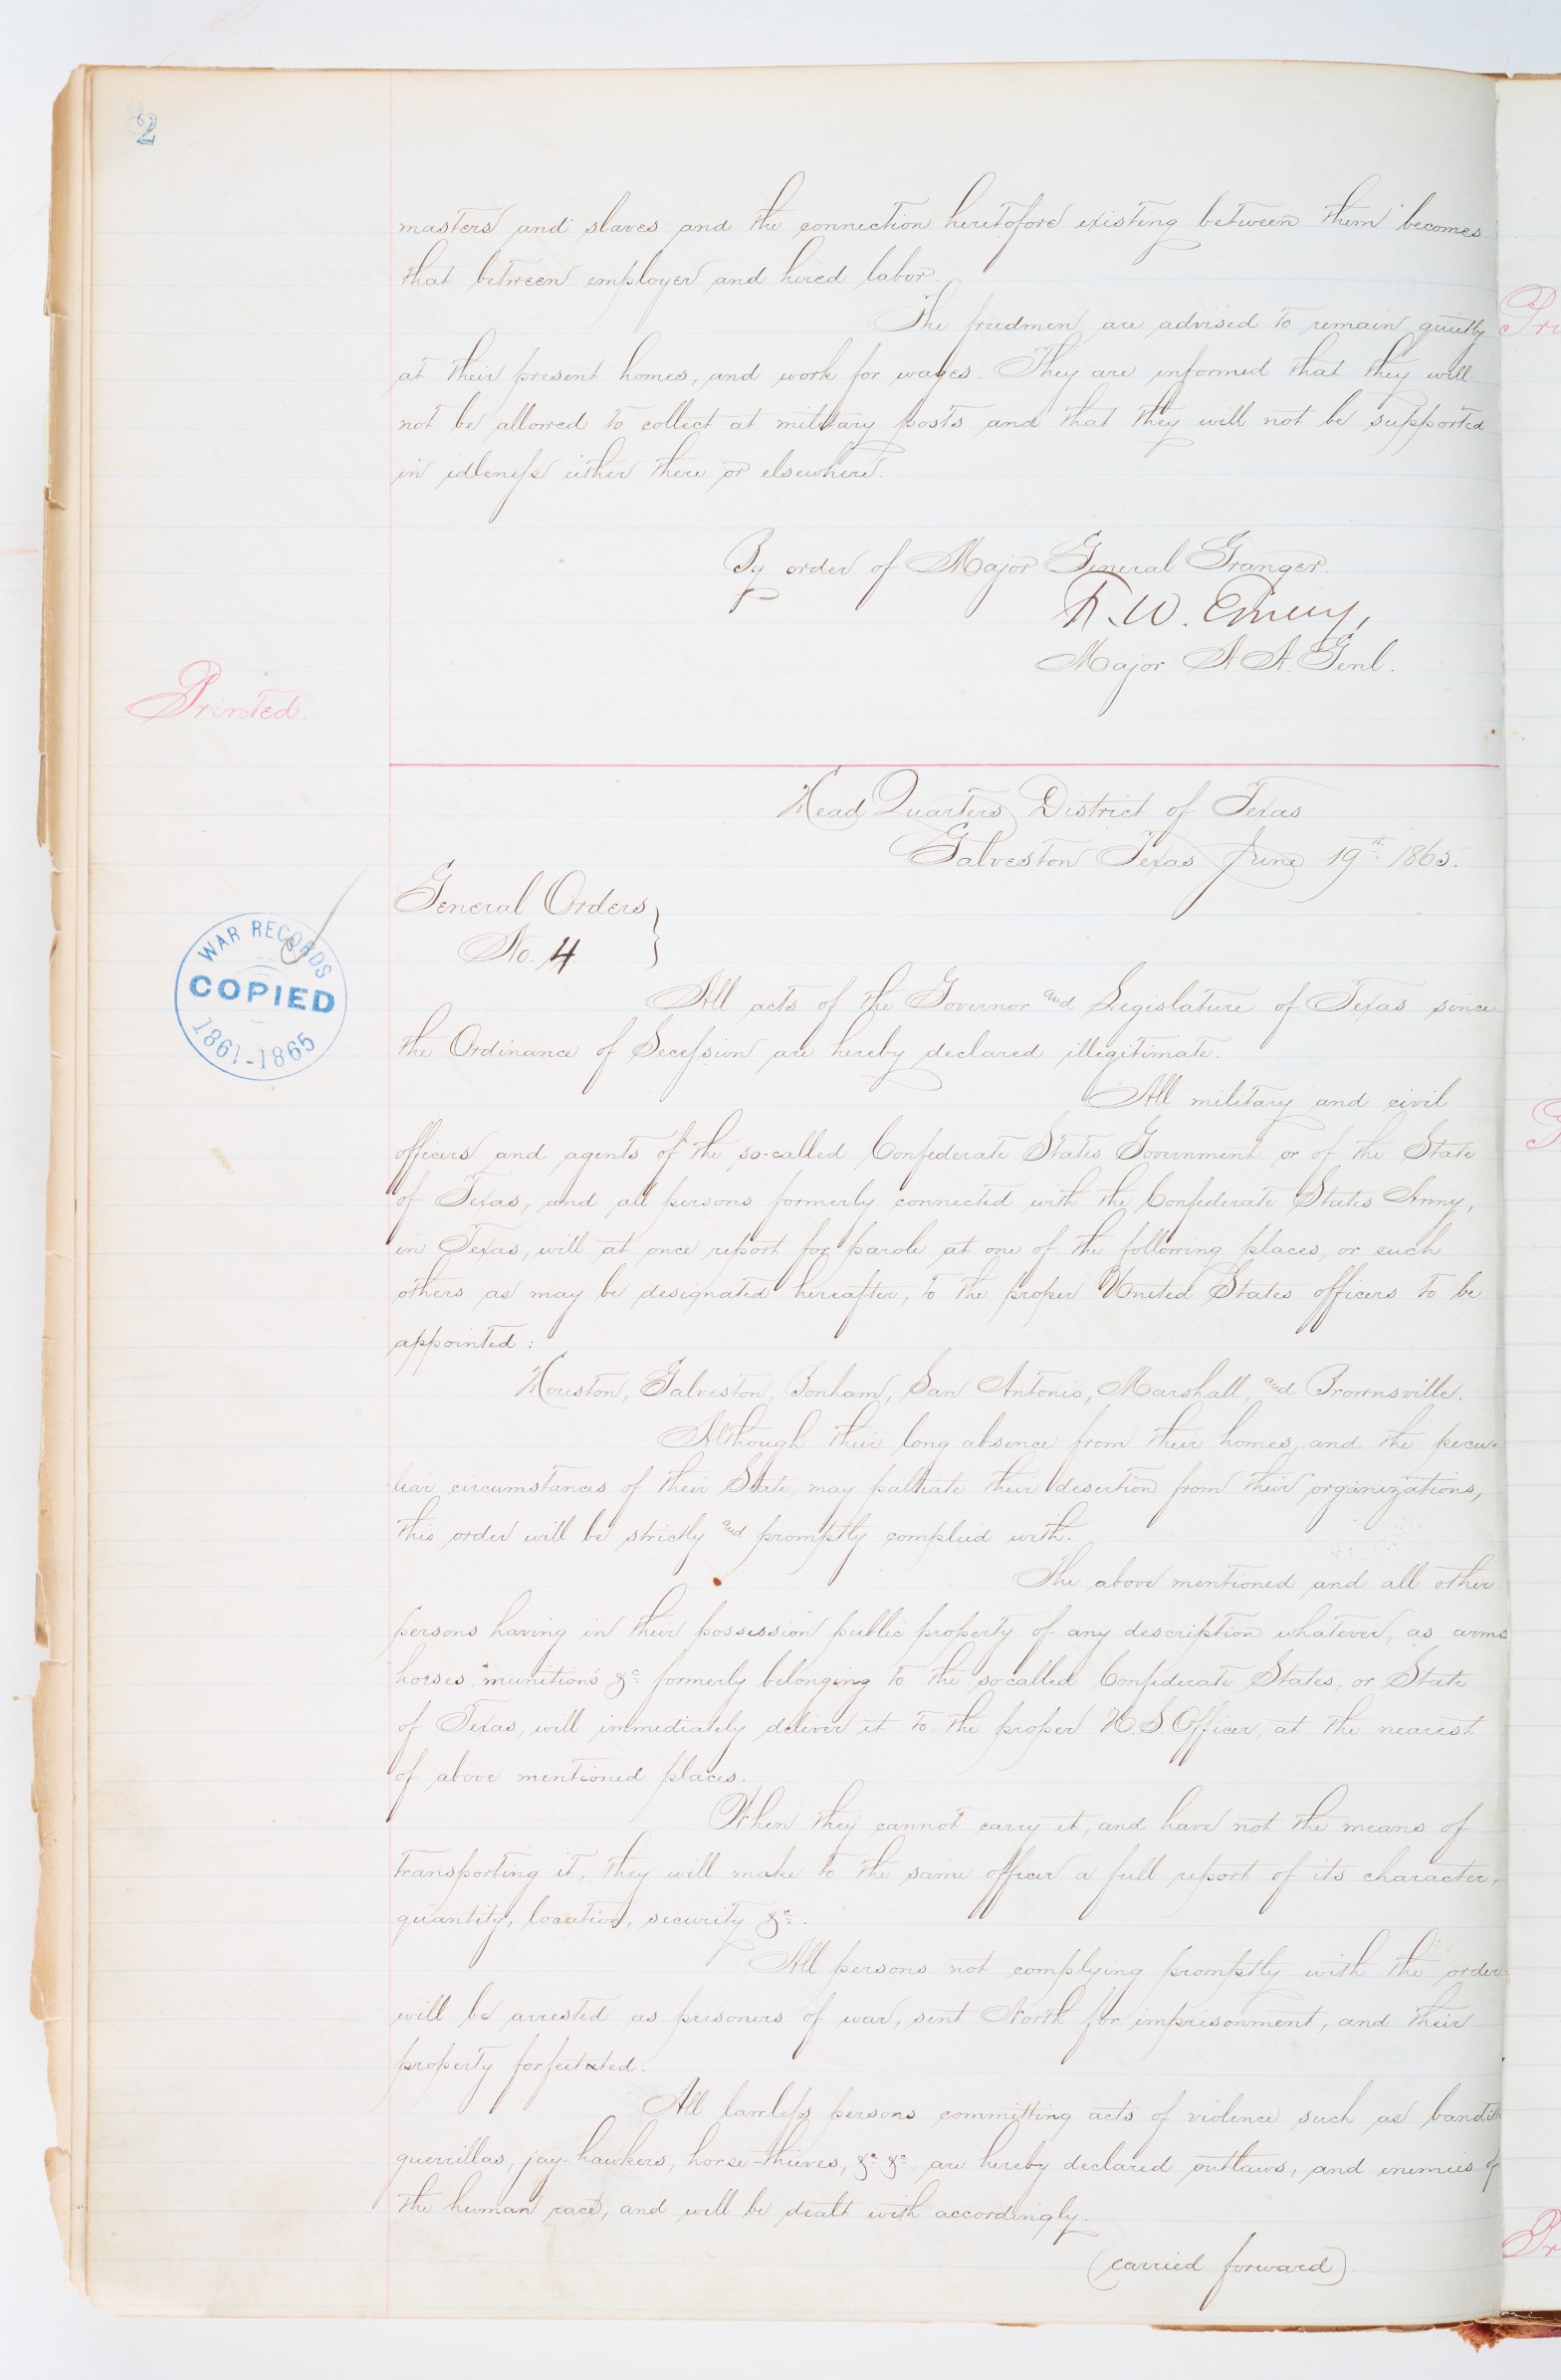 2
masters and slaves and the connection heretofore existing between them becomes
that between employer and hired labor.
The freedmen are advised to remain quietly
at their present homes, and work for wages. They are informed that they will
not be allowed to collect at military posts and that they will not be supported
in idleness either there or elsewhere.
By order of Major General Granger.
F. W. Emery,
Major A. A. Genl.
Printed.
Head Quarters District of Texas
Galveston Texas June 19th 1865.
General Orders
No. 4
WAR RECORDS
COPIED
1861-1865
All acts of the Governor and Legislature of Texas since
the Ordinance of Secession are hereby declared illegitimate.
All military and civil
officers and agents of the so-called Confederate States Government or of the State
of Texas, and all persons formerly connected with the Confederate States Army,
in Texas, will at once report for parole at one of the following places, or such
others as may be designated hereafter, to the proper United States officers to be
appointed:
Houston, Galveston, Bonham, San Antonio, Marshall, and Brownsville.
Although their long absence from their homes, and the pecu-
liar circumstances of their State, may palliate their desertion from their organizations,
this order will be strictly and promptly complied with.
The above mentioned and all other
persons having in their possession public property of any description whatever, as arms
horses, munitions &c. formerly belonging to the so called Confederate States, or State
of Texas, will immediately deliver it to the proper U.S. Officer, at the nearest
of above mentioned places.
When they cannot carry it, and have not the means of
transporting it, they will make to the same officer a full report of its character,
quantity, location, security &c.
All persons not complying promptly with the order
will be arrested as prisoners of war, sent North for imprisonment, and their
property forfeitated.
All lawless persons committing acts of violence such as banditti
guerrillas, jay-hawkers, horse-thieves, &c. &c. are hereby declared outlaws, and enemies of
the human race, and will be dealt with accordingly.
(carried forward).
Pri
Pr